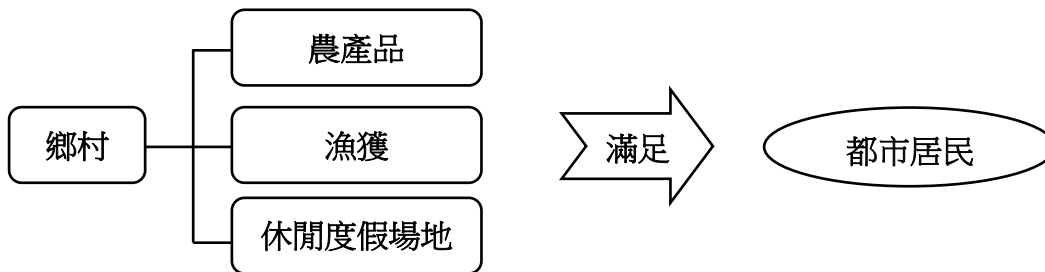 農產品
鄉村
漁獲
滿足
都市居民
休閒度假場地